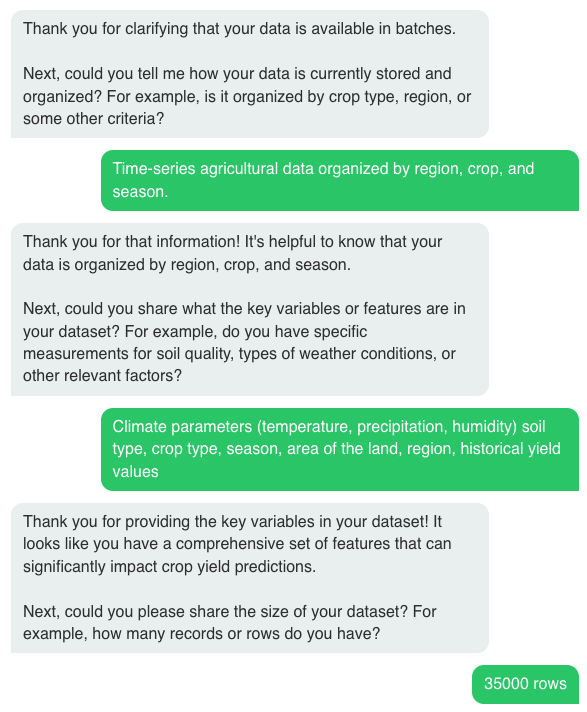 Thank you for clarifying that your data is available in batches.
Next, could you tell me how your data is currently stored and
organized? For example, is it organized by crop type, region, or
some other criteria?
Time-series agricultural data organized by region, crop, and
season.
Thank you for that information! It's helpful to know that your
data is organized by region, crop, and season.
Next, could you share what the key variables or features are in
your dataset? For example, do you have specific
measurements for soil quality, types of weather conditions, or
other relevant factors?
Climate parameters (temperature, precipitation, humidity) soil
type, crop type, season, area of the land, region, historical yield
values
Thank you for providing the key variables in your dataset! It
looks like you have a comprehensive set of features that can
significantly impact crop yield predictions.
Next, could you please share the size of your dataset? For
example, how many records or rows do you have?
35000 rows